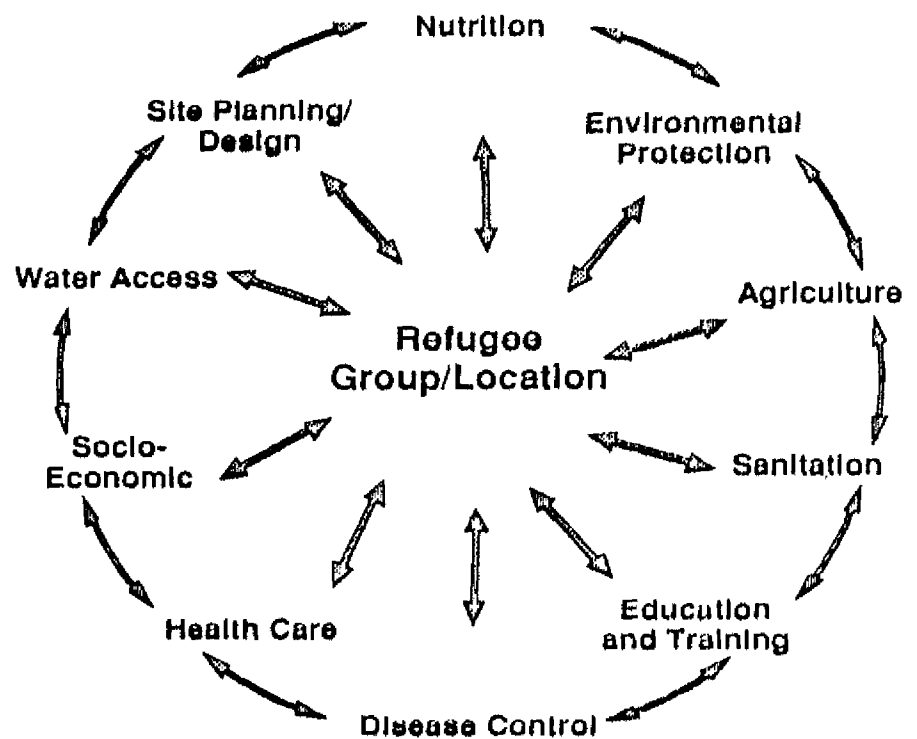 Nutrition
Site Planning/
Design
Environmental
Protection
Water Access
Agriculture
Refugee
Group/Location
Socio-
Economic
Sanitation
Health Care
Education
and Training
Disease Control